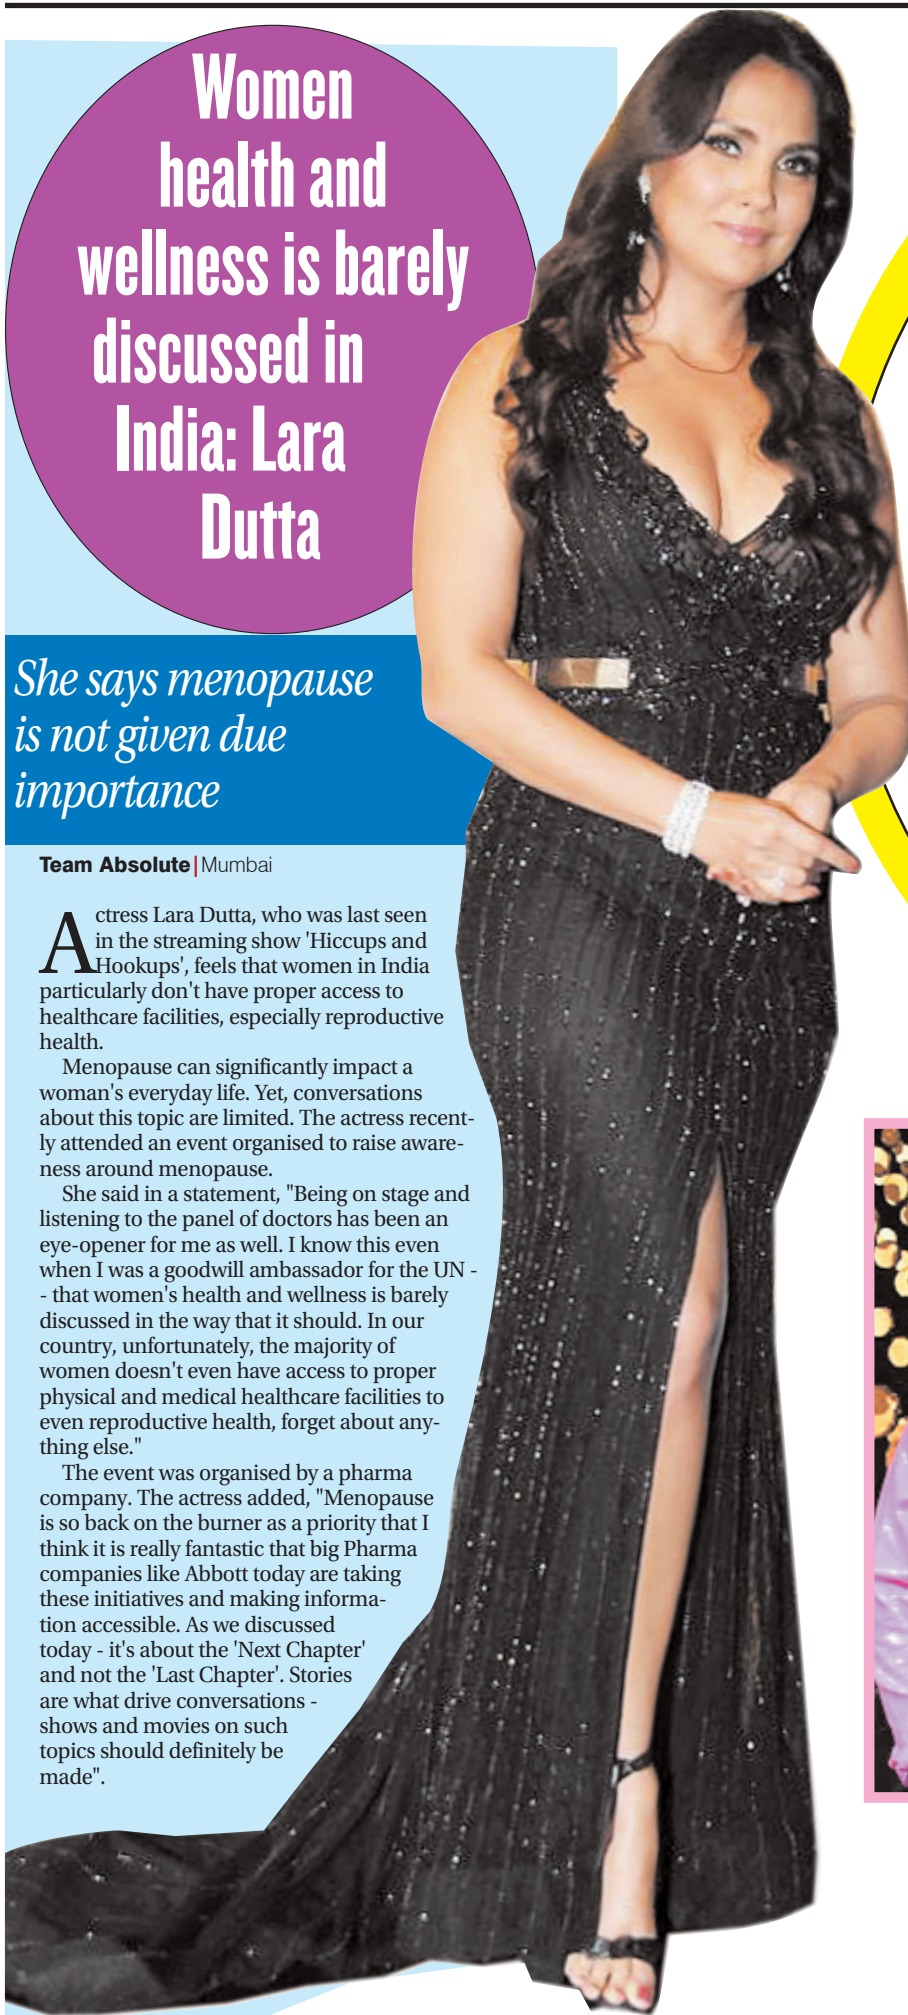 Women
health and
wellness is barely
discussed in
India: Lara
Dutta
She says menopause
is not given due
importance
Team Absolute|Mumbai
Actress Lara Dutta, who was last seen
in the streaming show 'Hiccups and
Hookups', feels that women in India
particularly don't have proper access to
healthcare facilities, especially reproductive
health.
Menopause can significantly impact a
woman's everyday life. Yet, conversations
about this topic are limited. The actress recent-
ly attended an event organised to raise aware-
ness around menopause.
She said in a statement, "Being on stage and
listening to the panel of doctors has been an
eye-opener for me as well. I know this even
when I was a goodwill ambassador for the UN -
- that women's health and wellness is barely
discussed in the way that it should. In our
country, unfortunately, the majority of
women doesn't even have access to proper
physical and medical healthcare facilities to
even reproductive health, forget about any-
thing else."
The event was organised by a pharma
company. The actress added, "Menopause
is so back on the burner as a priority that I
think it is really fantastic that big Pharma
companies like Abbott today are taking
these initiatives and making informa-
tion accessible. As we discussed
today - it's about the 'Next Chapter'
and not the 'Last Chapter'. Stories
are what drive conversations -
shows and movies on such
topics should definitely be
made".